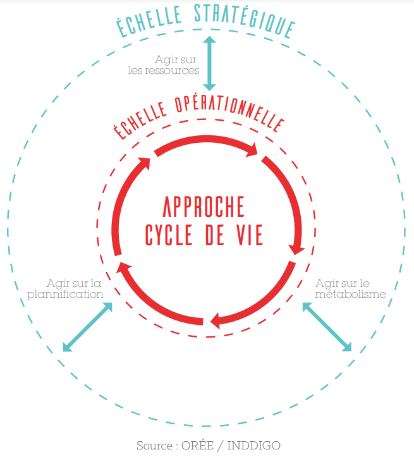 ÉCHELLE STRATÉGIQUE
Agir sur
les ressources
ÉCHELLE OPÉRATIONNELLE
APPROCHE
CYCLE DE VIE
Agir sur la
plannification
Agir sur le
métabolisme
Source : ORÉE / INDDIGO